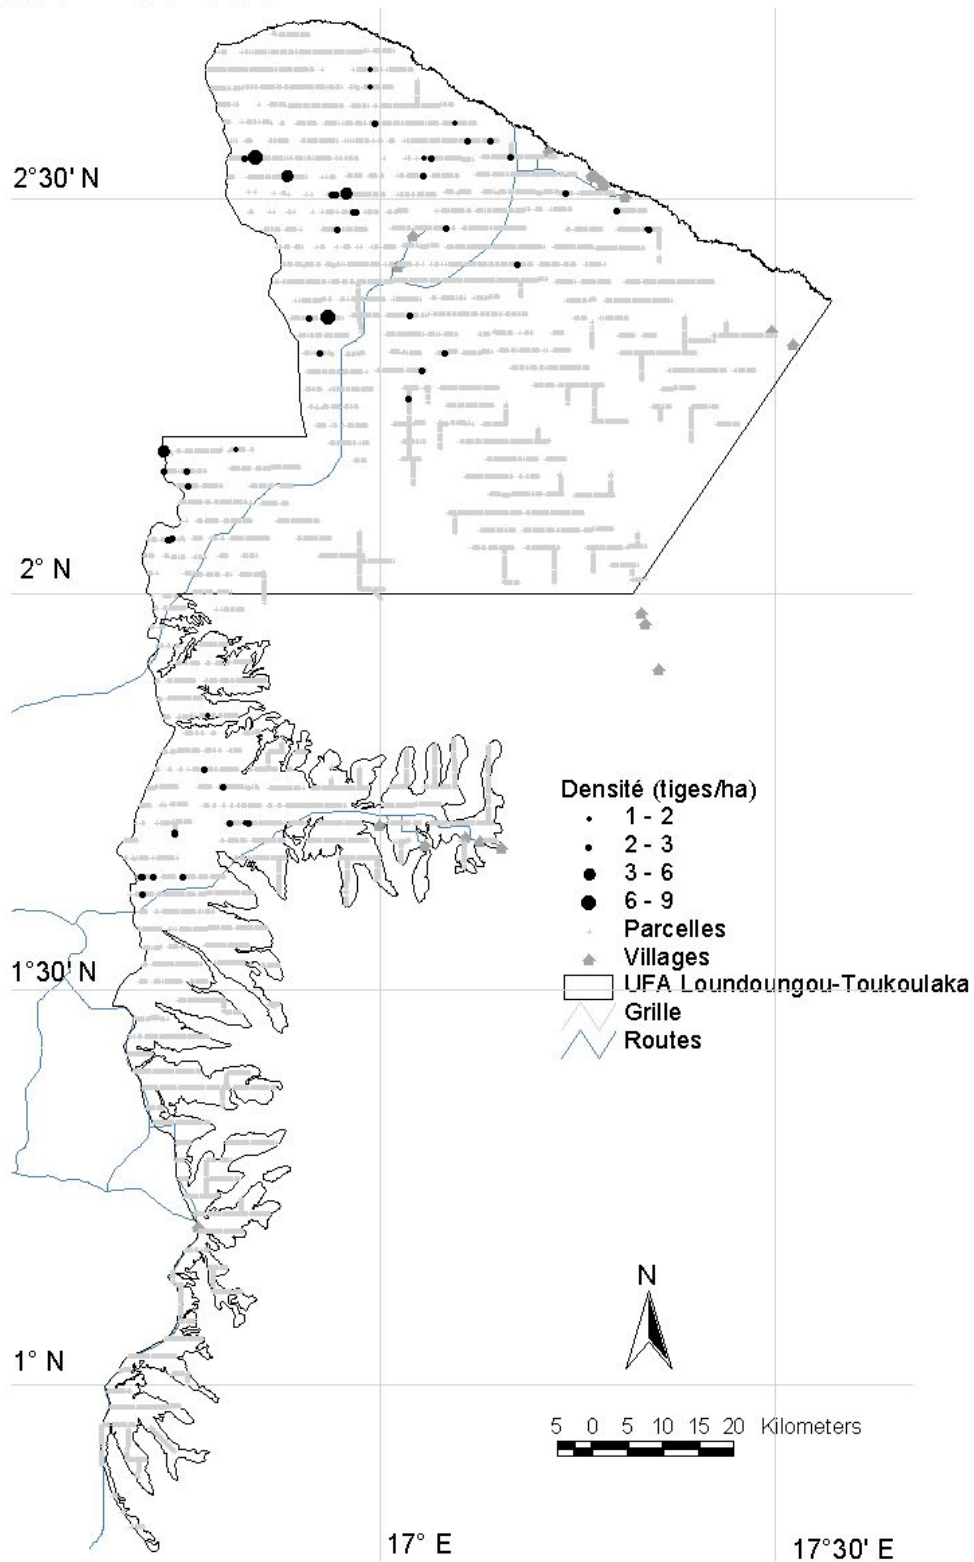 2°30' N
2° N
Densité (tiges/ha)
1 - 2
2 - 3
3 - 6
6 - 9
Parcelles
Villages
UFA Loundoungou-Toukoulaka
Grille
Routes
1°30' N
N
1° N
5 0 5 10 15 20 Kilometers
17° E
17°30' E